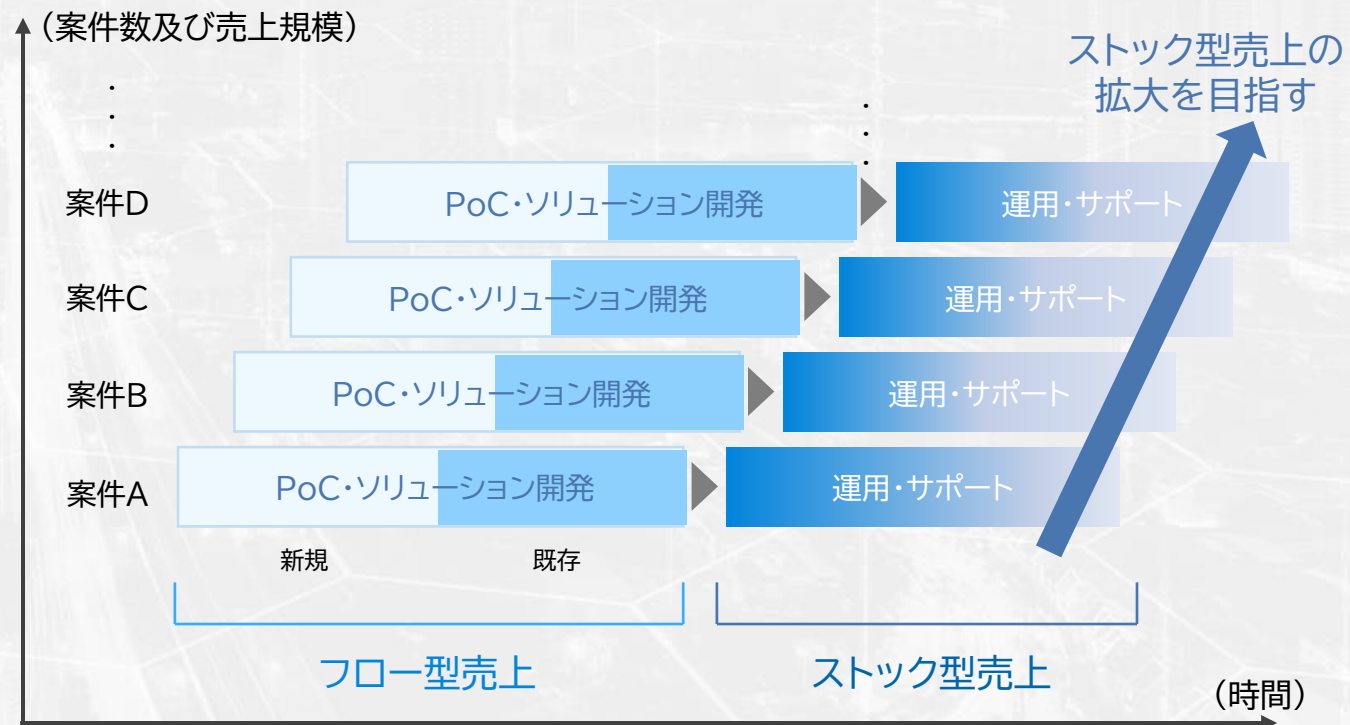 （案件数及び売上規模）
ストック型売上の
拡大を目指す
案件D
PoC・ソリューション開発
運用・サポート
案件C
PoC・ソリューション開発
運用・サポート
案件B
PoC・ソリューション開発
運用・サポート
案件A
PoC・ソリューション開発
運用・サポート
新規
既存
フロー型売上
ストック型売上
（時間）